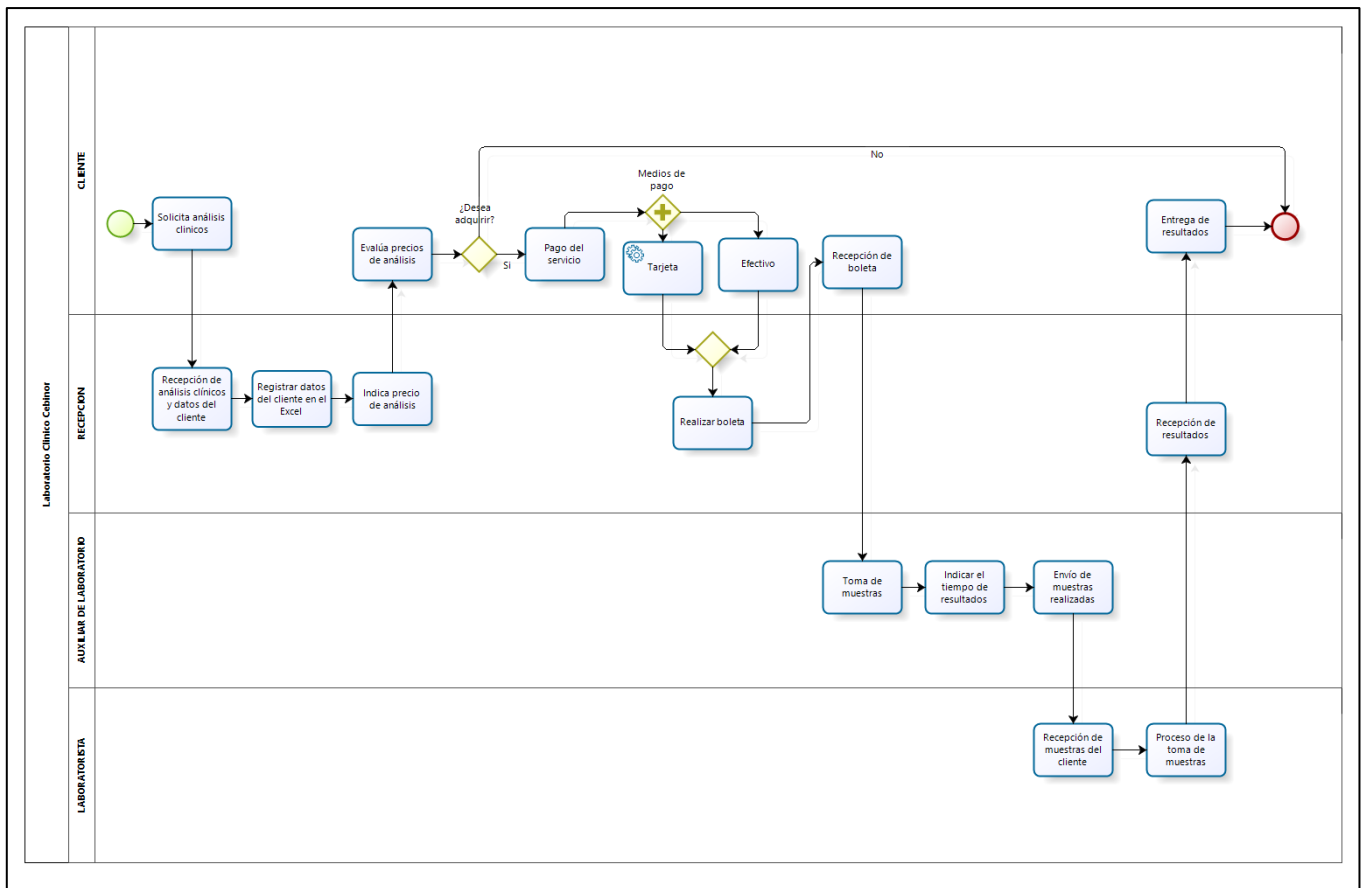 Laboratorio Clínico Cebinor
CLIENTE
Solicita análisis
clinicos
Evalúa precios
de análisis
¿Desea
adquirir?
No
Si
Pago del
servicio
Medios de
pago
Tarjeta
Efectivo
Recepción de
boleta
Entrega de
resultados
RECEPCION
Recepción de
análisis clínicos
y datos del
cliente
Registrar datos
del cliente en el
Excel
Indica precio
de análisis
Realizar boleta
Recepción de
resultados
AUXILIAR DE LABORATORIO
Toma de
muestras
Indicar el
tiempo de
resultados
Envío de
muestras
realizadas
LABORATORISTA
Recepción de
muestras del
cliente
Proceso de la
toma de
muestras